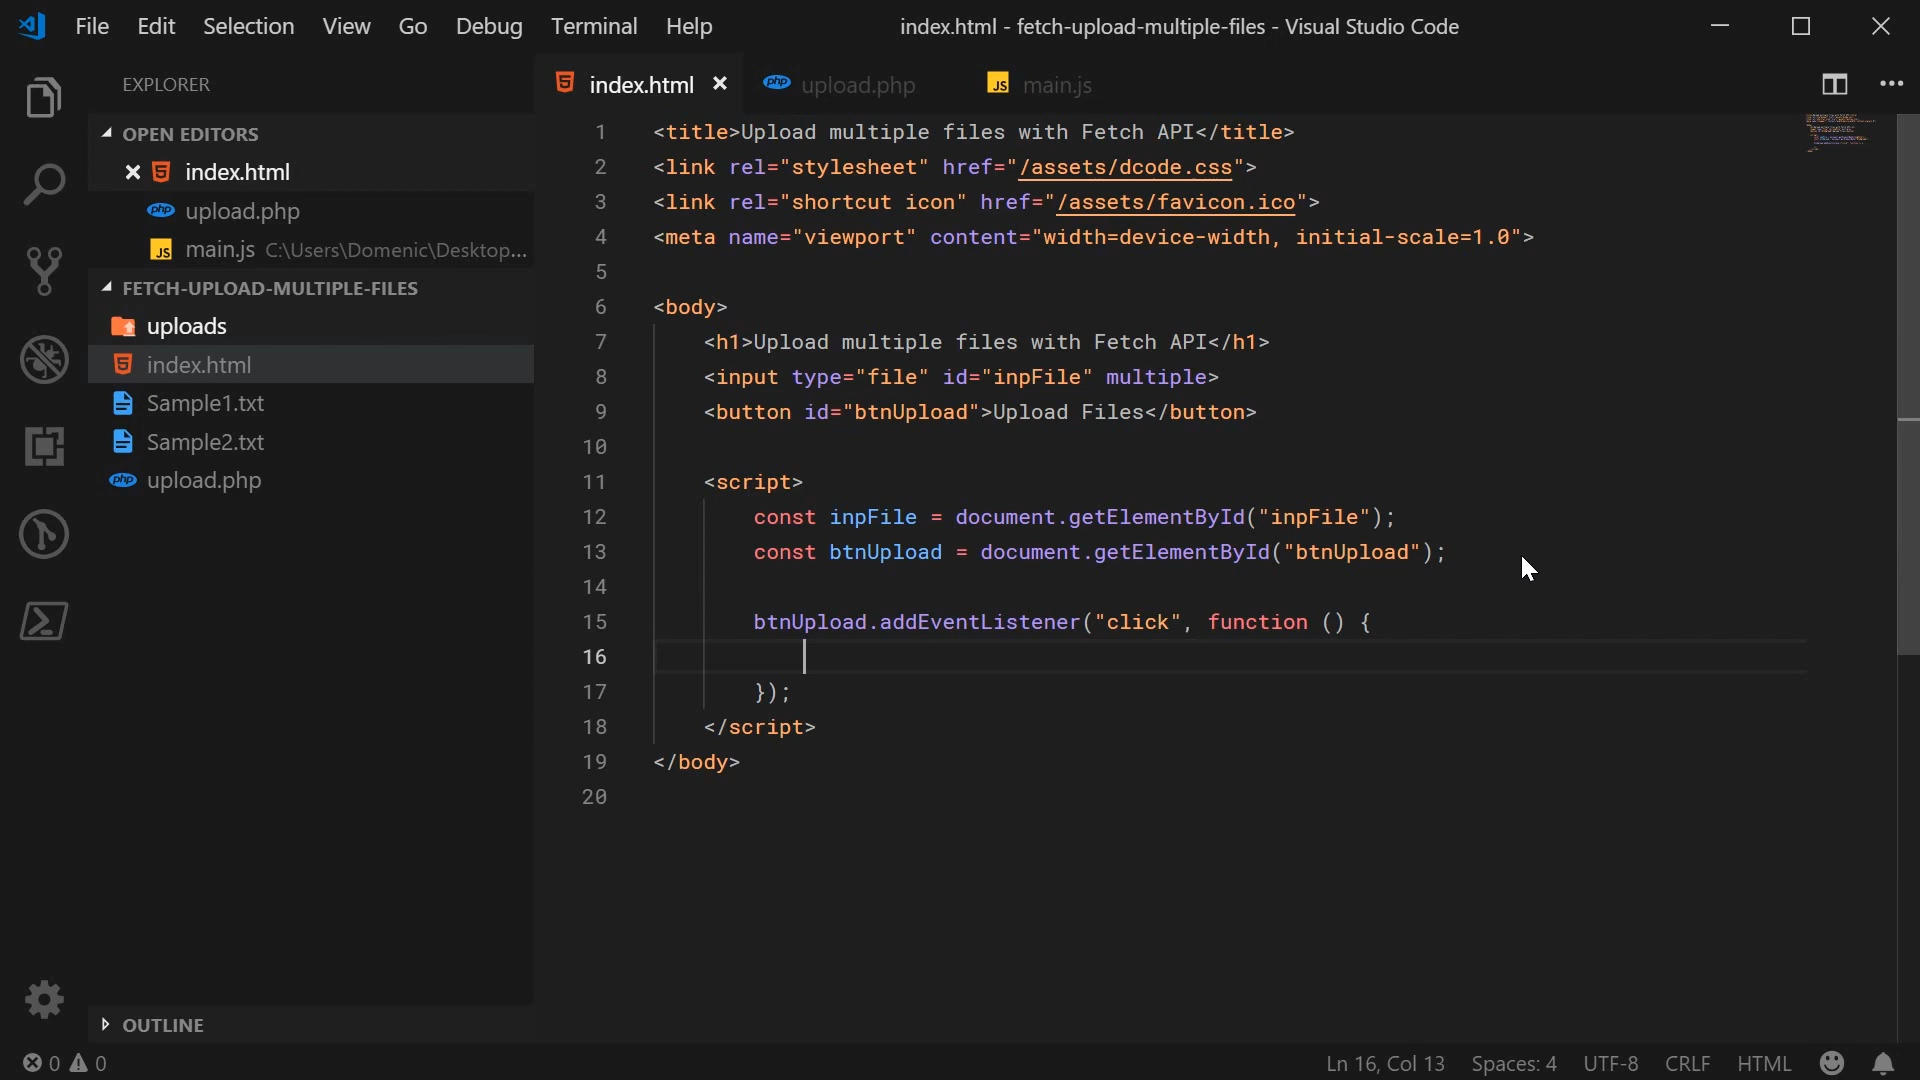 File Edit Selection View Go Debug Terminal Help index.html - fetch-upload-multiple-files - Visual Studio Code
EXPLORER
index.html upload.php JS main.js
OPEN EDITORS
index.html
php upload.php
JS main.js C:\Users\Domenic\Desktop...
FETCH-UPLOAD-MULTIPLE-FILES
uploads
index.html
Sample1.txt
Sample2.txt
php upload.php
OUTLINE
1 <title>Upload multiple files with Fetch API</title>
2 <link rel="stylesheet" href="/assets/dcode.css">
3 <link rel="shortcut icon" href="/assets/favicon.ico">
4 <meta name="viewport" content="width=device-width, initial-scale=1.0">
5
6 <body>
7 <h1>Upload multiple files with Fetch API</h1>
8 <input type="file" id="inpFile" multiple>
9 <button id="btnUpload">Upload Files</button>
10
11 <script>
12 const inpFile = document.getElementById("inpFile");
13 const btnUpload = document.getElementById("btnUpload");
14
15 btnUpload.addEventListener("click", function () {
16
17 });
18 </script>
19 </body>
20
0 0 Ln 16, Col 13 Spaces: 4 UTF-8 CRLF HTML